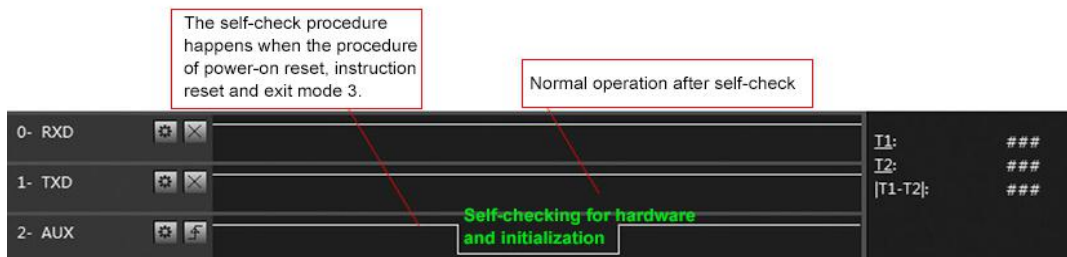 The self-check procedure
happens when the procedure
of power-on reset, instruction
reset and exit mode 3.
Normal operation after self-check
0- RXD
T1: ###
T2: ###
1- TXD
|T1-T2|: ###
Self-checking for hardware
and initialization
2- AUX